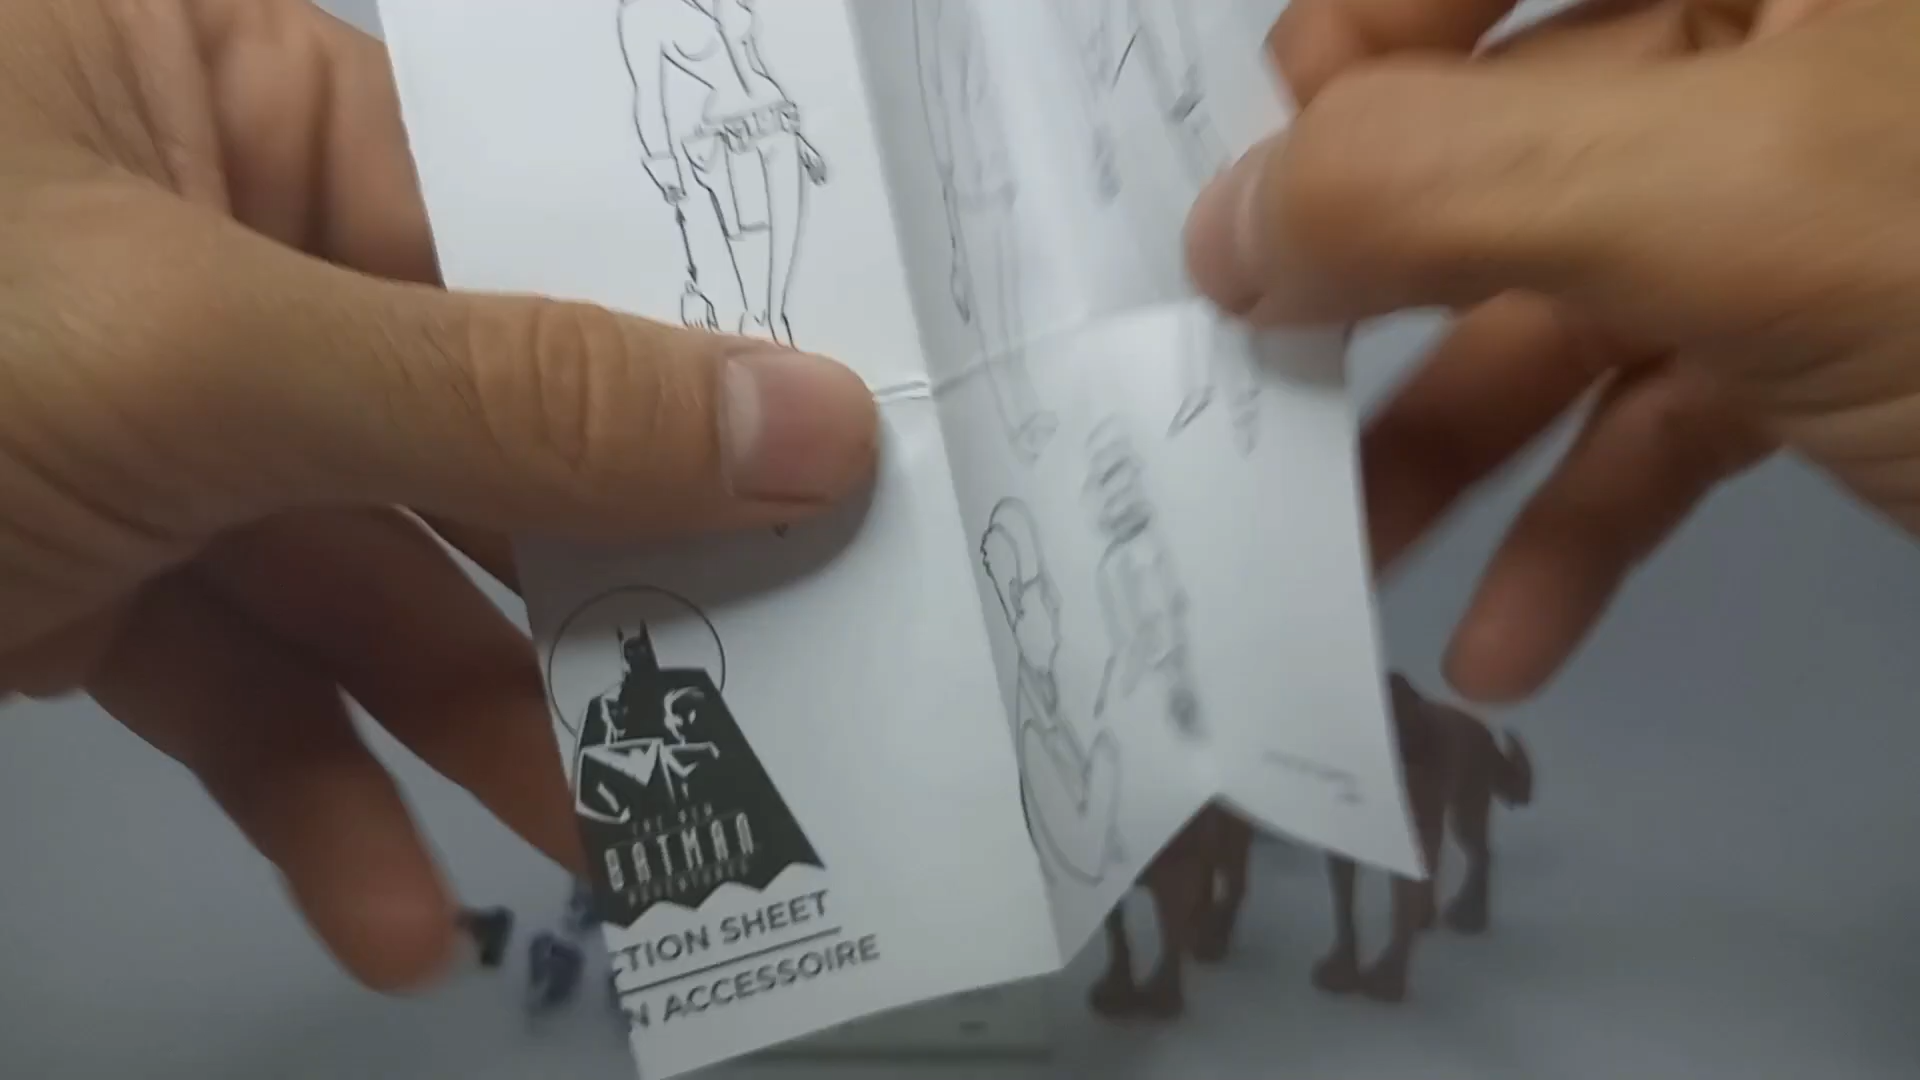 THE NEW
BATMAN
ADVENTURES
CTION SHEET
N ACCESSOIRE